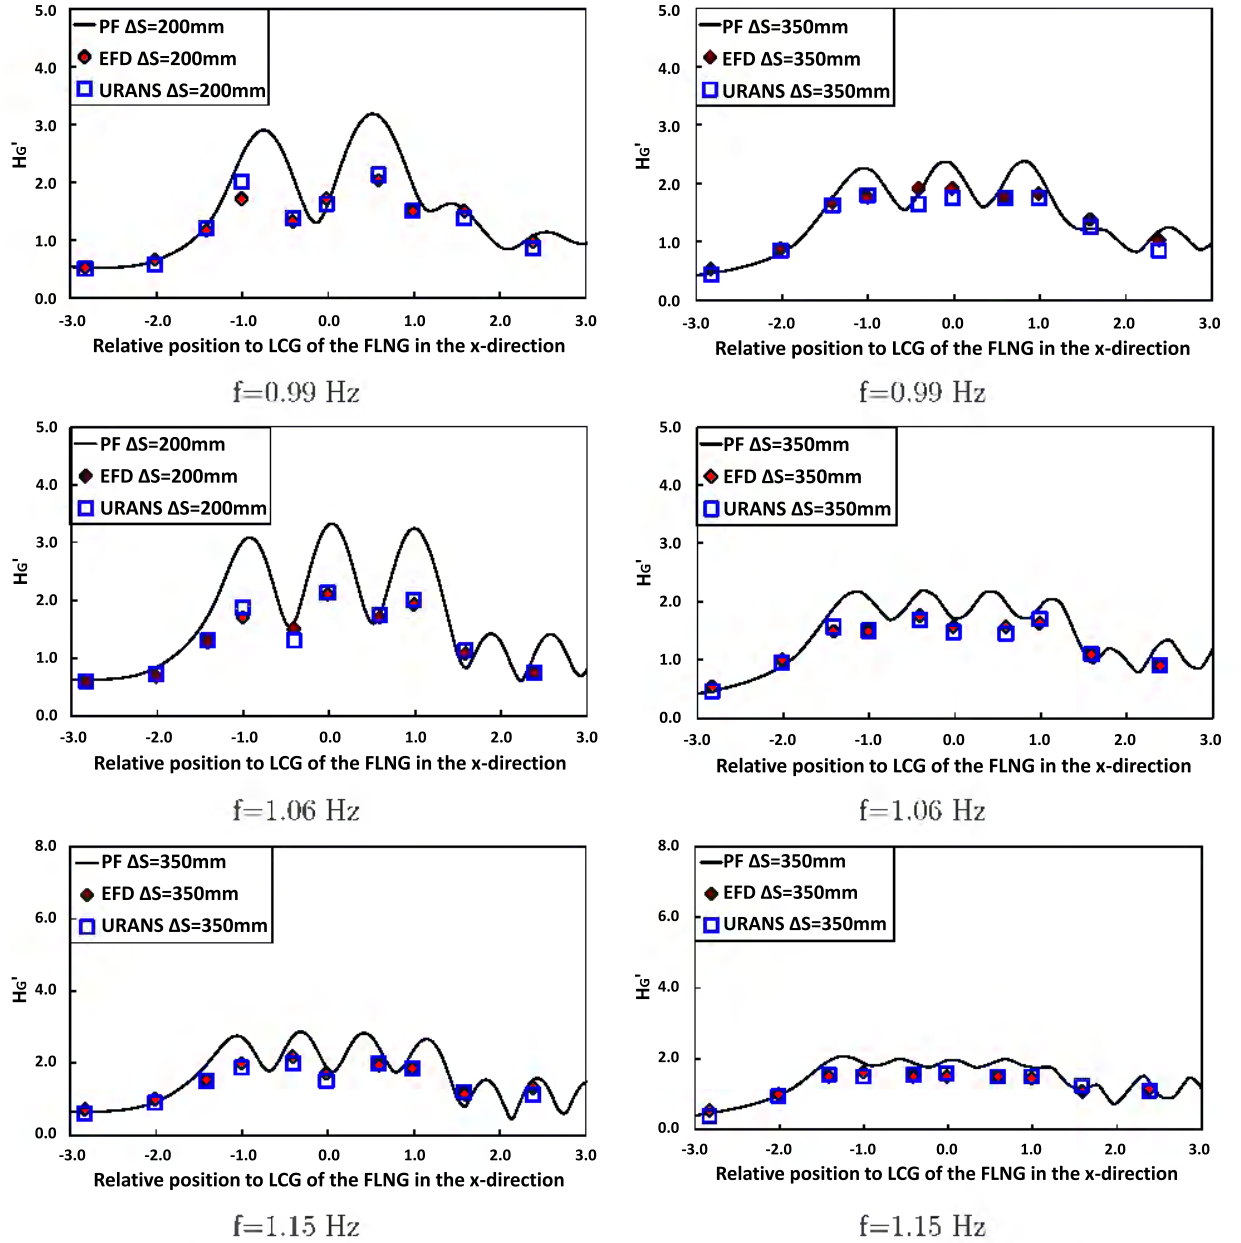 5.0
4.0
3.0
2.0
1.0
0.0
HG'
PF ΔS=200mm
EFD ΔS=200mm
URANS ΔS=200mm
-3.0 -2.0 -1.0 0.0 1.0 2.0 3.0
Relative position to LCG of the FLNG in the x-direction
f=0.99 Hz
5.0
4.0
3.0
2.0
1.0
0.0
HG'
PF ΔS=350mm
EFD ΔS=350mm
URANS ΔS=350mm
-3.0 -2.0 -1.0 0.0 1.0 2.0 3.0
Relative position to LCG of the FLNG in the x-direction
f=0.99 Hz
5.0
4.0
3.0
2.0
1.0
0.0
HG'
PF ΔS=200mm
EFD ΔS=200mm
URANS ΔS=200mm
-3.0 -2.0 -1.0 0.0 1.0 2.0 3.0
Relative position to LCG of the FLNG in the x-direction
f=1.06 Hz
5.0
4.0
3.0
2.0
1.0
0.0
HG'
PF ΔS=350mm
EFD ΔS=350mm
URANS ΔS=350mm
-3.0 -2.0 -1.0 0.0 1.0 2.0 3.0
Relative position to LCG of the FLNG in the x-direction
f=1.06 Hz
8.0
6.0
4.0
2.0
0.0
HG'
PF ΔS=350mm
EFD ΔS=350mm
URANS ΔS=350mm
-3.0 -2.0 -1.0 0.0 1.0 2.0 3.0
Relative position to LCG of the FLNG in the x-direction
f=1.15 Hz
8.0
6.0
4.0
2.0
0.0
HG'
PF ΔS=350mm
EFD ΔS=350mm
URANS ΔS=350mm
-3.0 -2.0 -1.0 0.0 1.0 2.0 3.0
Relative position to LCG of the FLNG in the x-direction
f=1.15 Hz